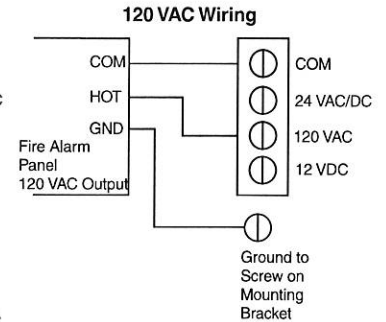 120 VAC Wiring
COM
HOT
GND
Fire Alarm
Panel
120 VAC Output
COM
24 VAC/DC
120 VAC
12 VDC
Ground to
Screw on
Mounting
Bracket